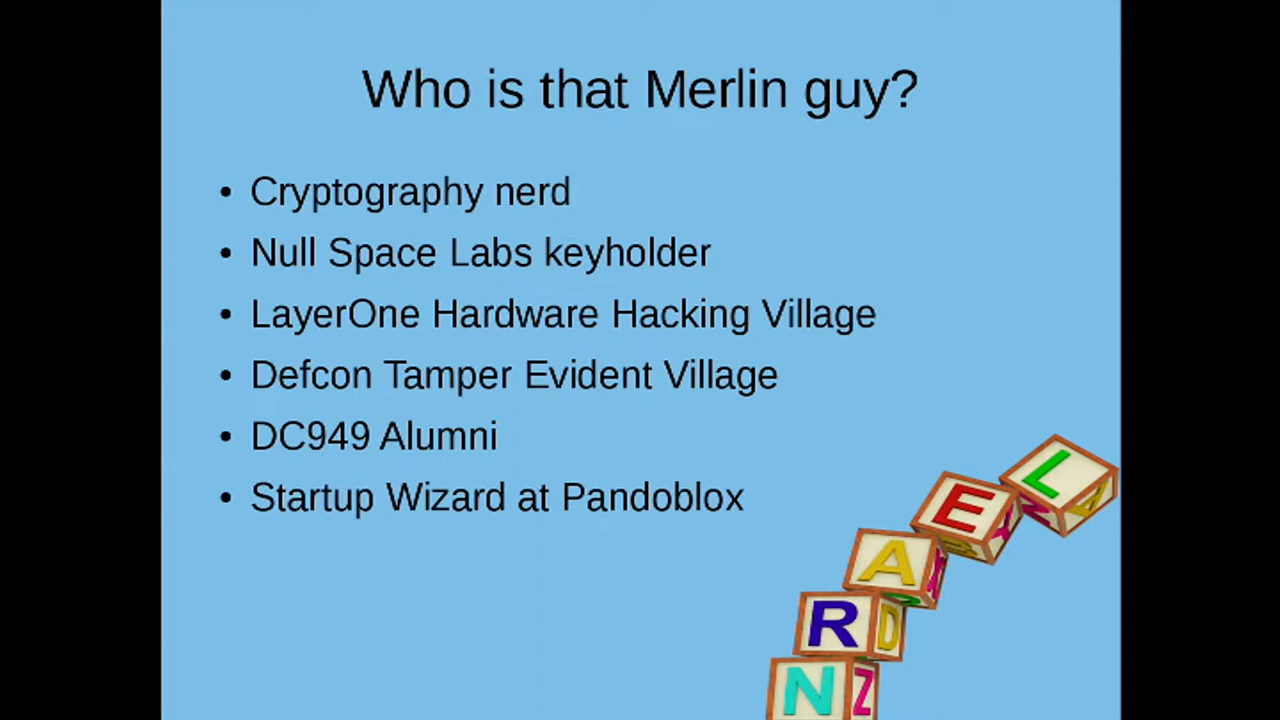 Who is that Merlin guy?
• Cryptography nerd
• Null Space Labs keyholder
• LayerOne Hardware Hacking Village
• Defcon Tamper Evident Village
• DC949 Alumni
• Startup Wizard at Pandoblox
L
E
A
R D
N Z